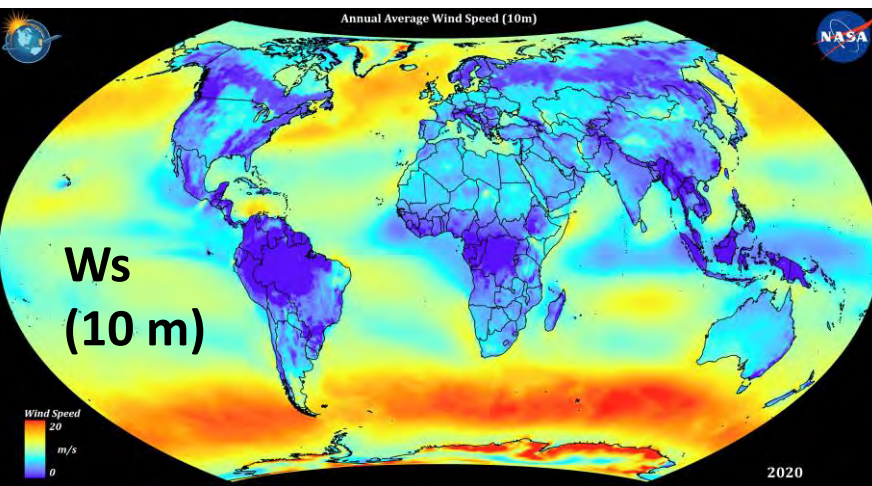 Annual Average Wind Speed (10m)
NASA
Ws
(10 m)
Wind Speed
20
m/s
0
2020